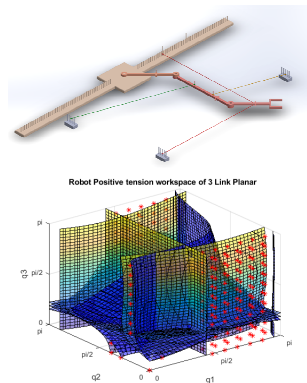 Robot Positive tension workspace of 3 Link Planar
pi
q3
pi/2
0
pi
pi/2
q2
0
0
pi/2
q1
pi